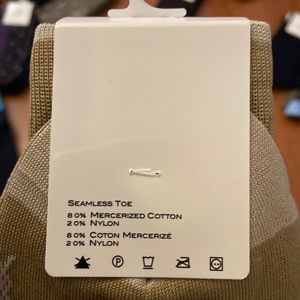 SEAMLESS TOE
80% MERCERIZED COTTON
20% NYLON
80% COTON MERCERIZÉ
20% NYLON
P